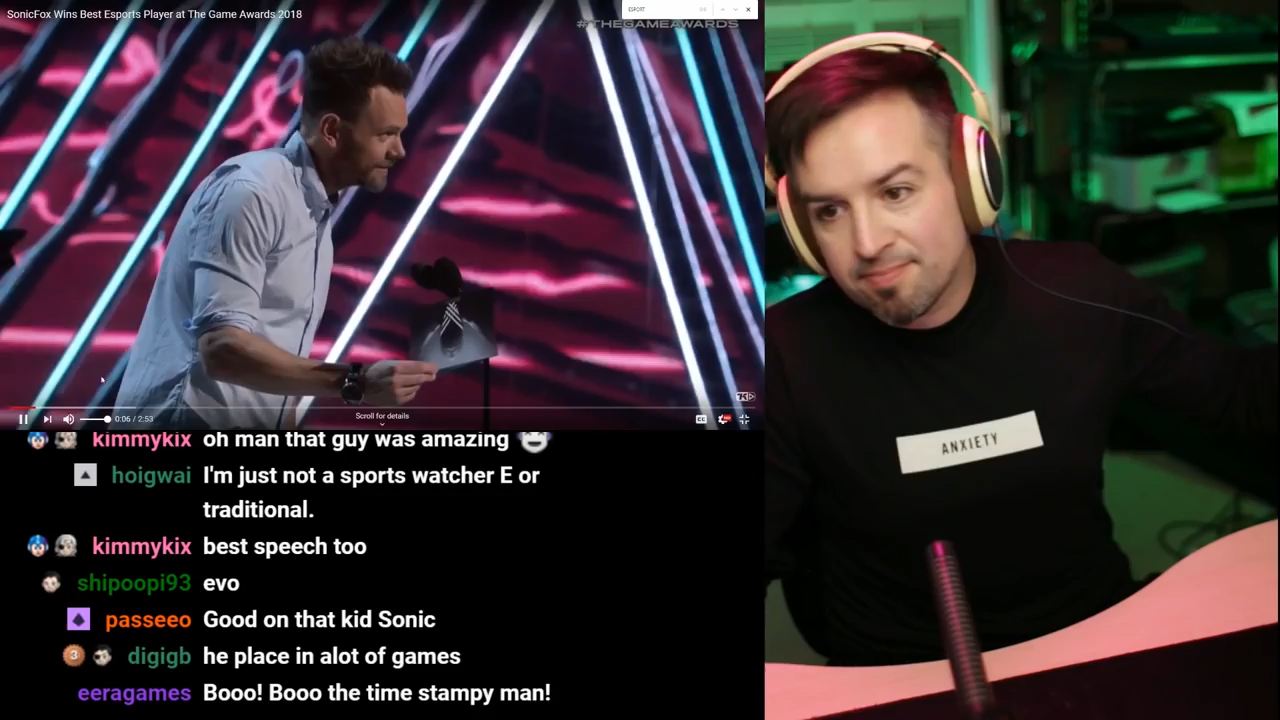 SonicFox Wins Best Esports Player at The Game Awards 2018
ESPORT
#THEGAMEAWARDS
0:06 / 2:53
Scroll for details
kimmykix oh man that guy was amazing
hoigwai I'm just not a sports watcher E or
traditional.
kimmykix best speech too
shipoopi93 evo
passeeo Good on that kid Sonic
3 digigb he place in alot of games
eeragames Booo! Booo the time stampy man!
ANXIETY